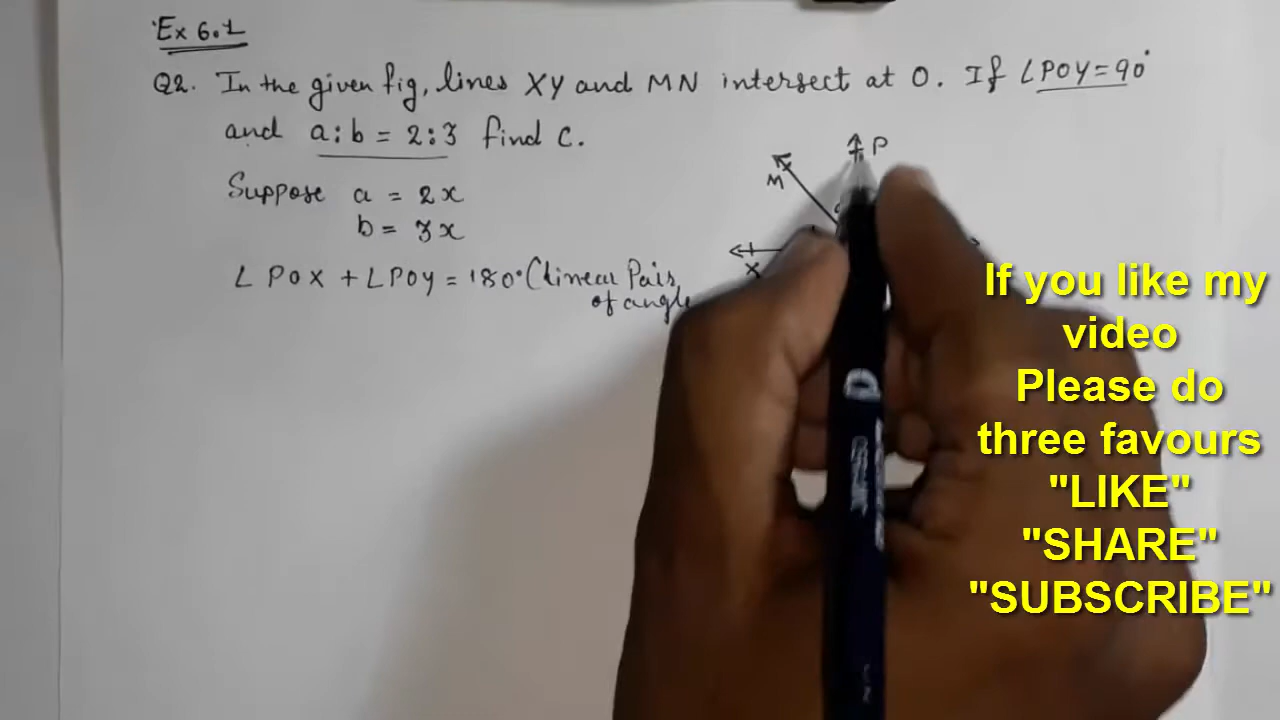 Ex 6.1
Q2. In the given fig, lines XY and MN intersect at O. If ∠POY = 90°
and a : b = 2 : 3 find c.
Suppose a = 2x
b = 3x
∠ POX + ∠POY = 180° (Linear Pair
of angle
P
M
X
If you like my
video
Please do
three favours
"LIKE"
"SHARE"
"SUBSCRIBE"